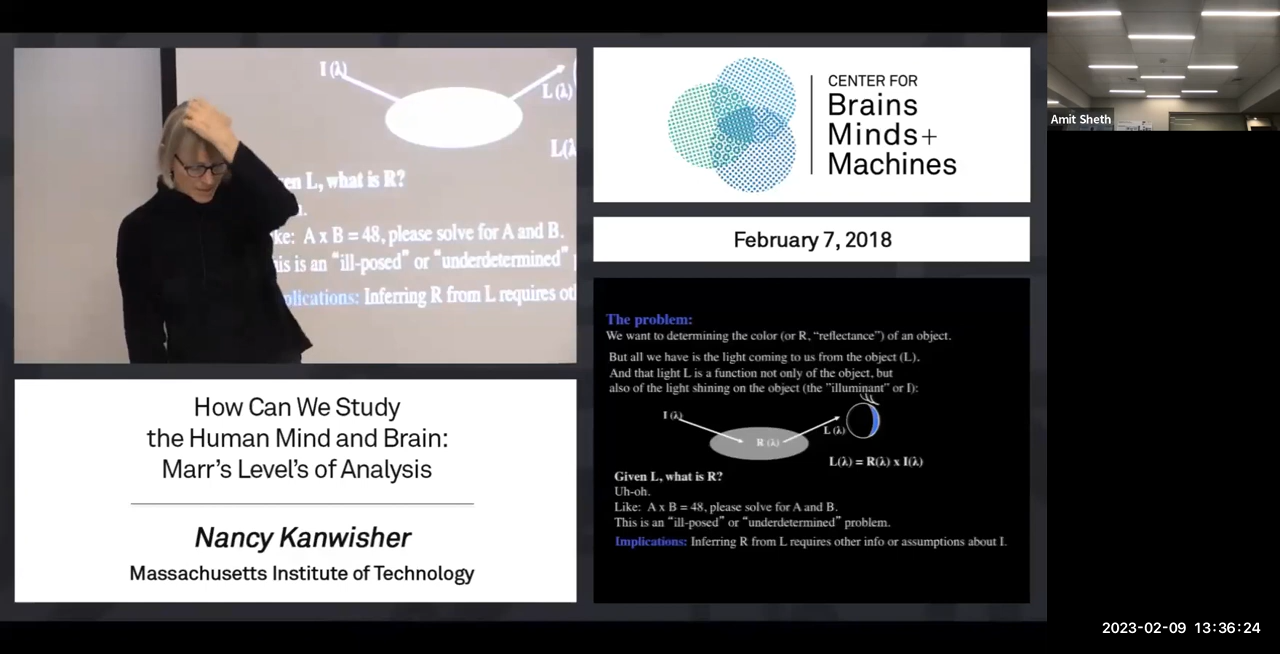 I (λ)
L (λ)
L(λ
en L, what is R?
h.
ke: A x B = 48, please solve for A and B.
his is an “ill-posed” or “underdetermined” p
plications: Inferring R from L requires ot
CENTER FOR
Brains
Minds+
Machines
February 7, 2018
How Can We Study
the Human Mind and Brain:
Marr’s Level’s of Analysis
Nancy Kanwisher
Massachusetts Institute of Technology
The problem:
We want to determining the color (or R, “reflectance”) of an object.
But all we have is the light coming to us from the object (L).
And that light L is a function not only of the object, but
also of the light shining on the object (the ”illuminant” or I):
I (λ)
R (λ)
L (λ)
L(λ) = R(λ) x I(λ)
Given L, what is R?
Uh-oh.
Like: A x B = 48, please solve for A and B.
This is an “ill-posed” or “underdetermined” problem.
Implications: Inferring R from L requires other info or assumptions about I.
Amit Sheth
2023-02-09 13:36:24